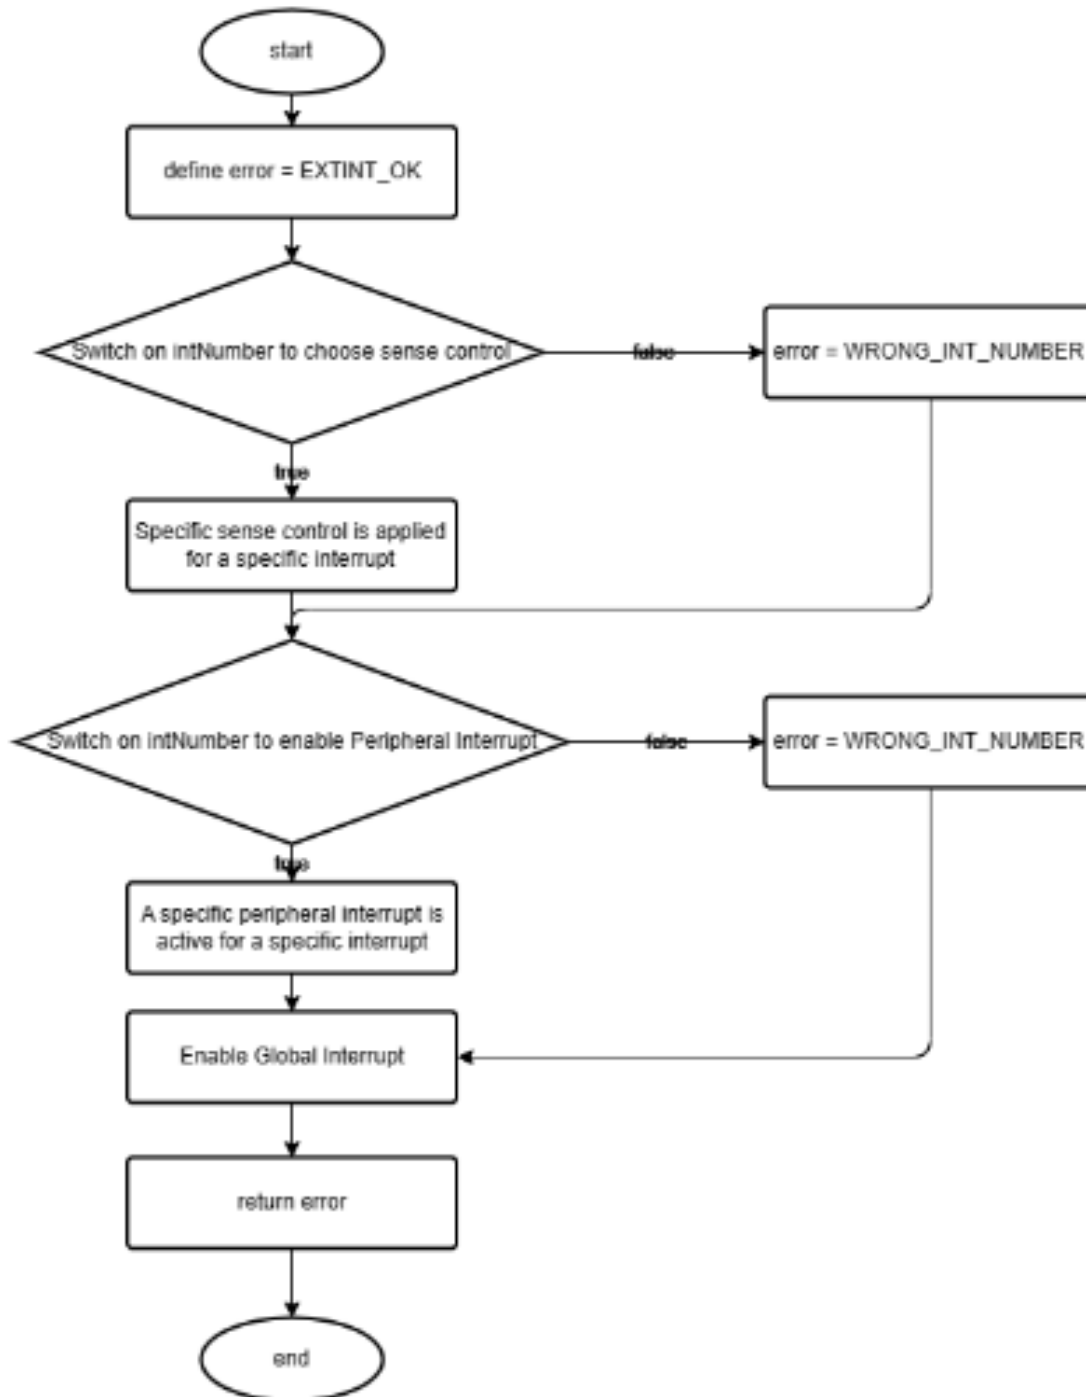 start
define error = EXTINT_OK
Switch on intNumber to choose sense control
false
error = WRONG_INT_NUMBER
true
Specific sense control is applied
for a specific interrupt
Switch on intNumber to enable Peripheral Interrupt
false
error = WRONG_INT_NUMBER
true
A specific peripheral interrupt is
active for a specific interrupt
Enable Global Interrupt
return error
end